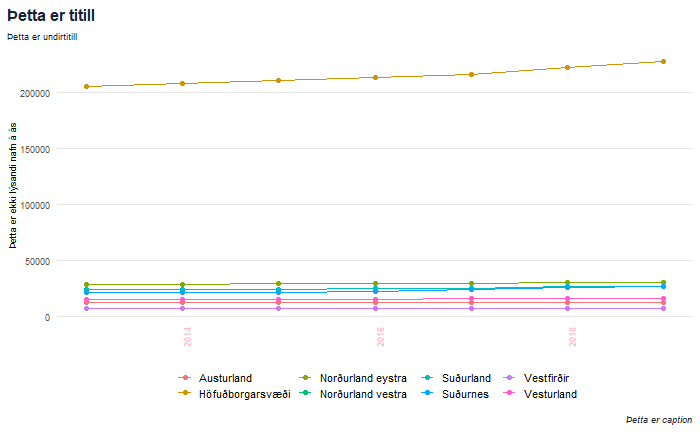 Þetta er titill
Þetta er undirtitill
Þetta er ekki lýsandi nafn á ás
200000
150000
100000
50000
0
2014
2016
2018
Austurland
Höfuðborgarsvæði
Norðurland eystra
Norðurland vestra
Suðurland
Suðurnes
Vestfirðir
Vesturland
Þetta er caption